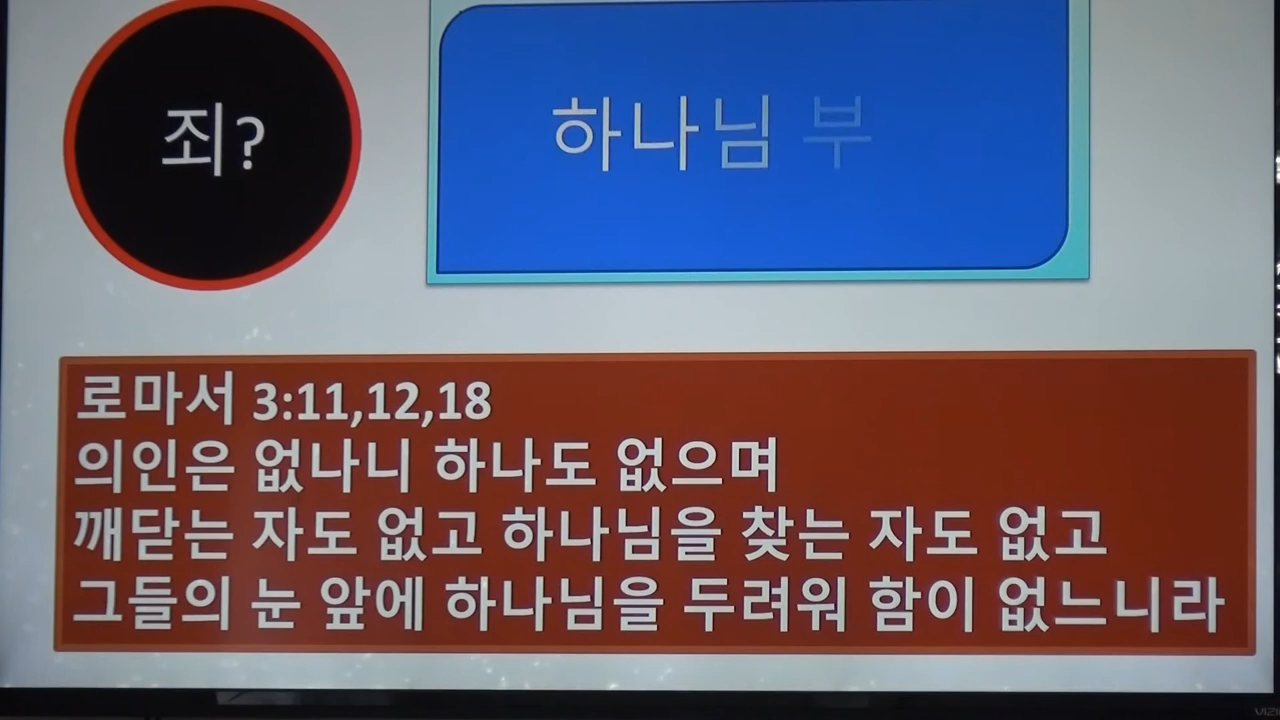 죄?
하나님 부
로마서 3:11,12,18
의인은 없나니 하나도 없으며
깨닫는 자도 없고 하나님을 찾는 자도 없고
그들의 눈 앞에 하나님을 두려워 함이 없느니라